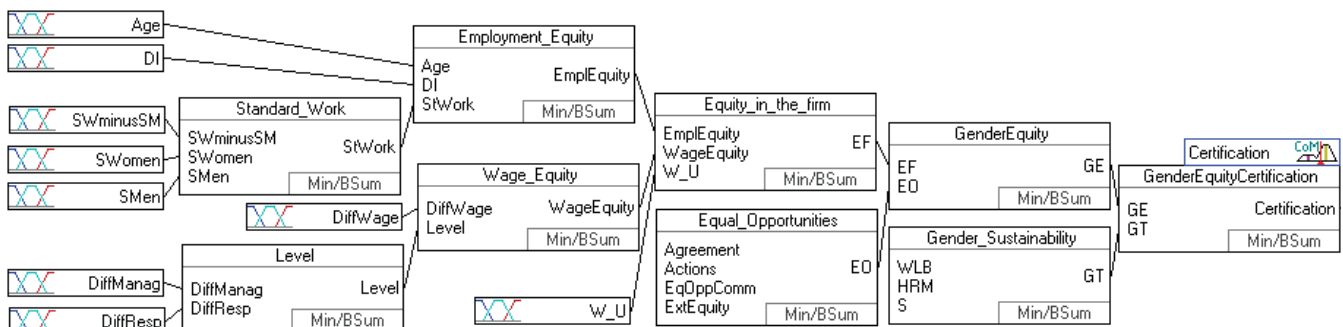 Age
DI
SWminusSM
SWomen
SMen
Standard_Work
SWminusSM
SWomen
SMen
StWork
Min/BSum
Employment_Equity
Age
DI
StWork
EmplEquity
Min/BSum
DiffWage
DiffManag
DiffResp
Level
DiffManag
DiffResp
Level
Min/BSum
Wage_Equity
DiffWage
Level
WageEquity
Min/BSum
W_U
Equity_in_the_firm
EmplEquity
WageEquity
W_U
EF
Min/BSum
Equal_Opportunities
Agreement
Actions
EqOppComm
ExtEquity
EO
Min/BSum
GenderEquity
EF
EO
GE
Min/BSum
Gender_Sustainability
WLB
HRM
S
GT
Min/BSum
Certification CoM
GenderEquityCertification
GE
GT
Certification
Min/BSum